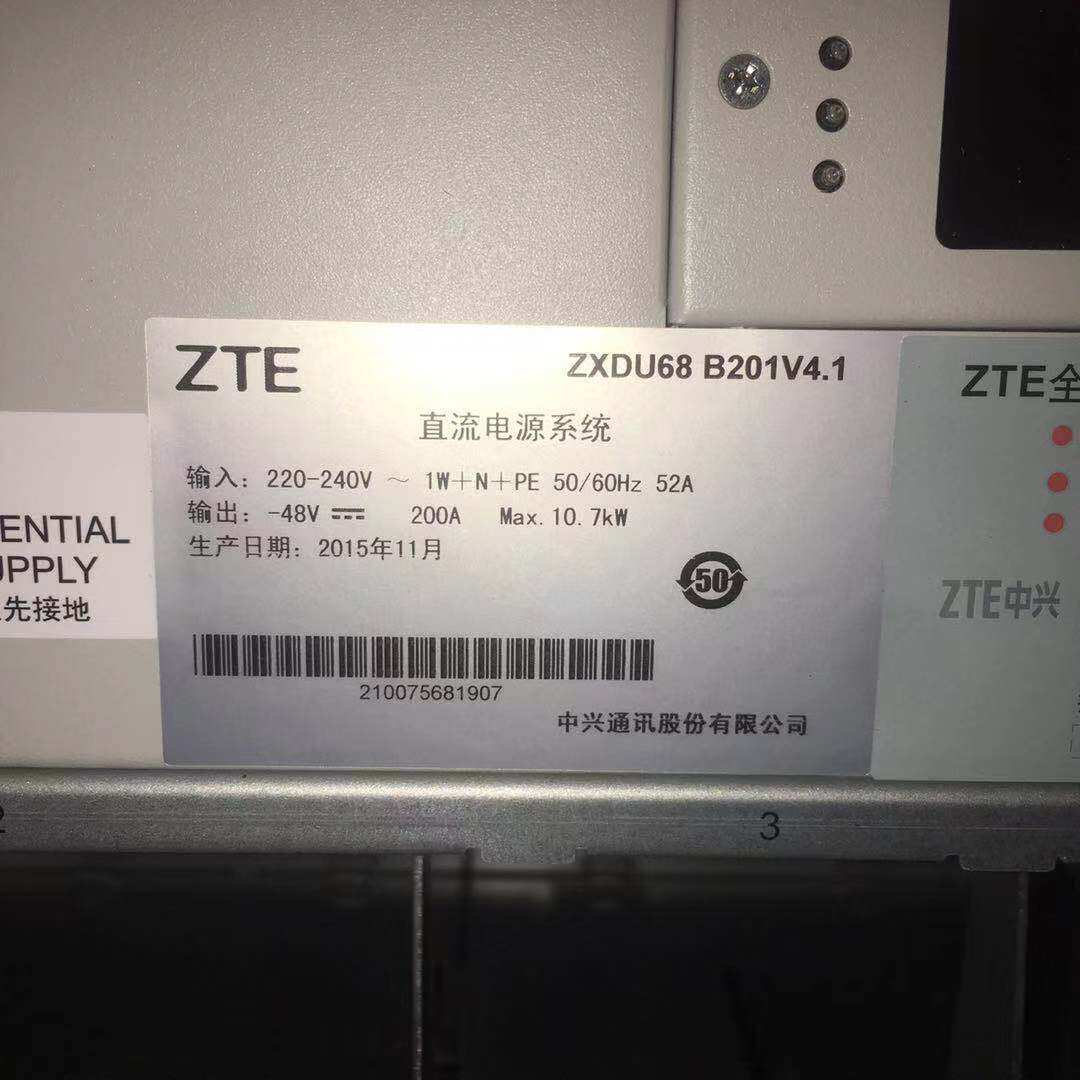 ZTE
ZXDU68 B201V4.1
直流电源系统
输入: 220-240V ～ 1W+N+PE 50/60Hz 52A
输出: -48V 200A Max.10.7kW
生产日期: 2015年11月
50
210075681907
中兴通讯股份有限公司
ENTIAL
UPPLY
先接地
ZTE全
ZTE中兴
3